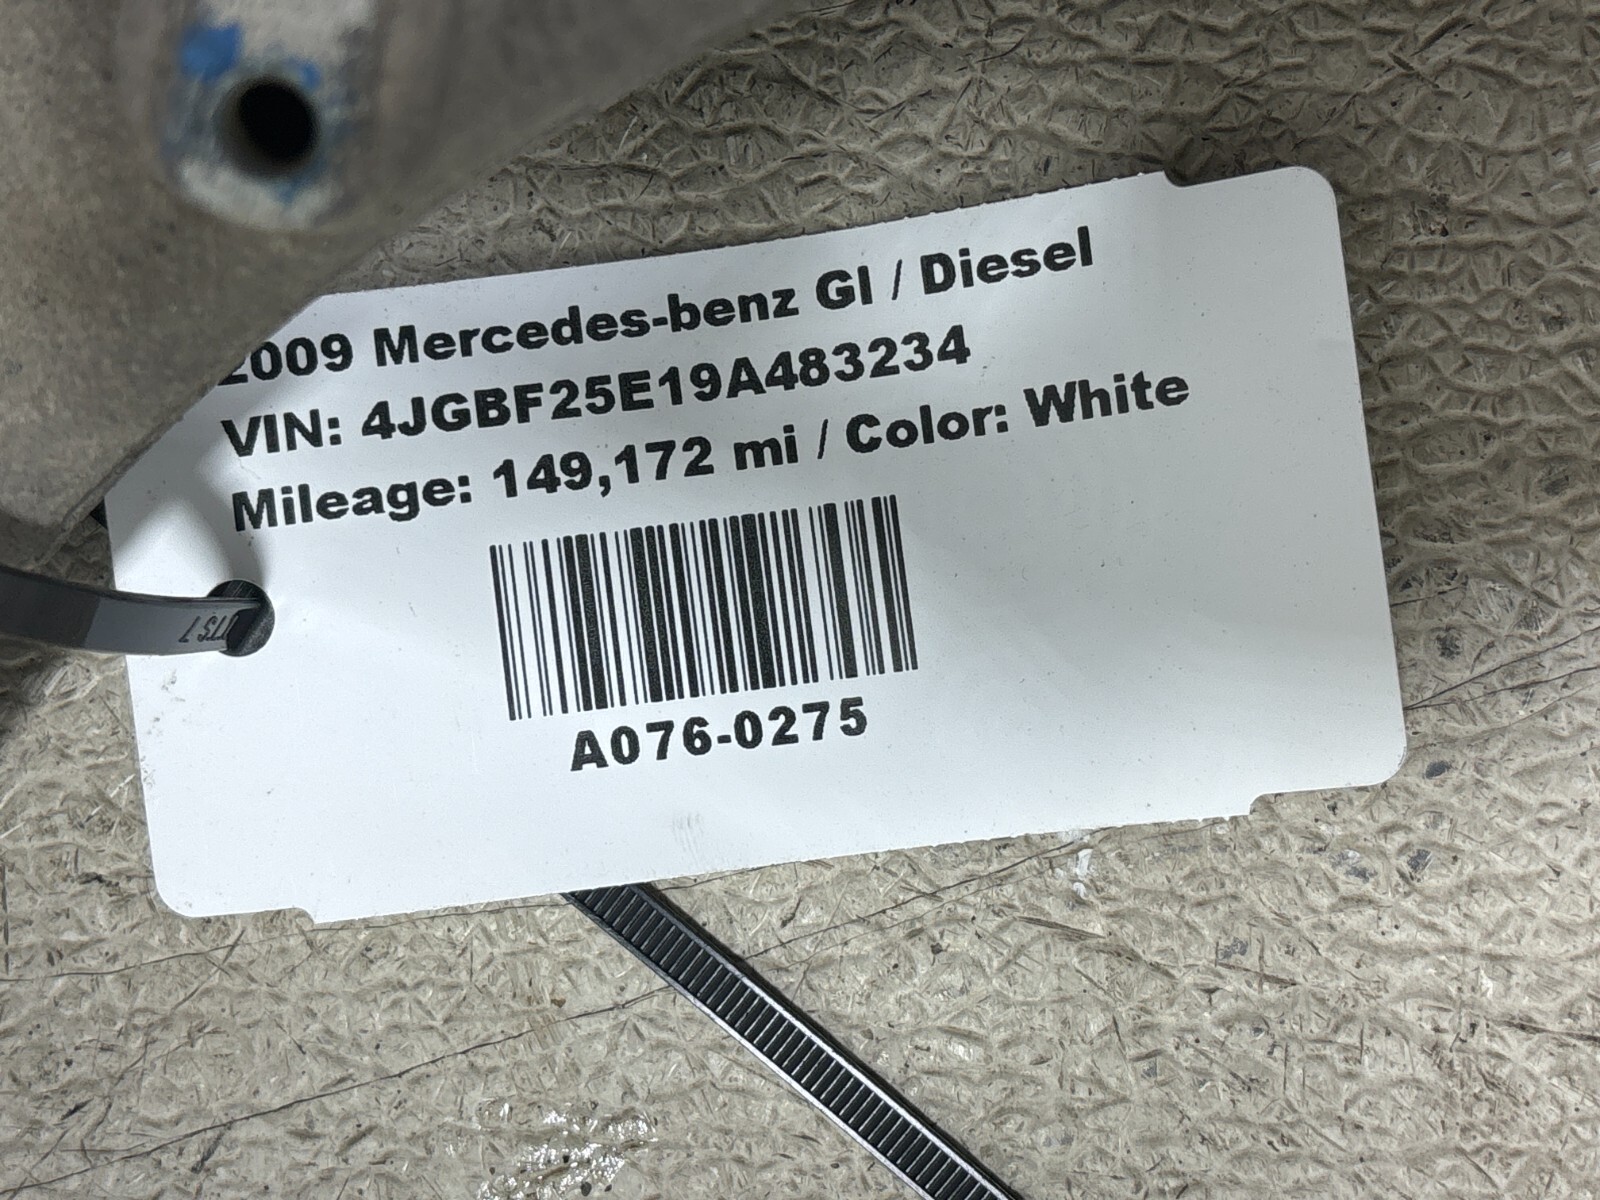 2009 Mercedes-benz Gl / Diesel
VIN: 4JGBF25E19A483234
Mileage: 149,172 mi / Color: White
A076-0275